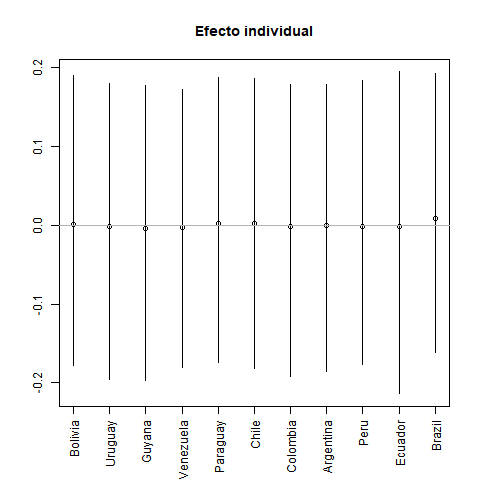 Efecto individual
0.2
0.1
0.0
-0.1
-0.2
Bolivia
Uruguay
Guyana
Venezuela
Paraguay
Chile
Colombia
Argentina
Peru
Ecuador
Brazil